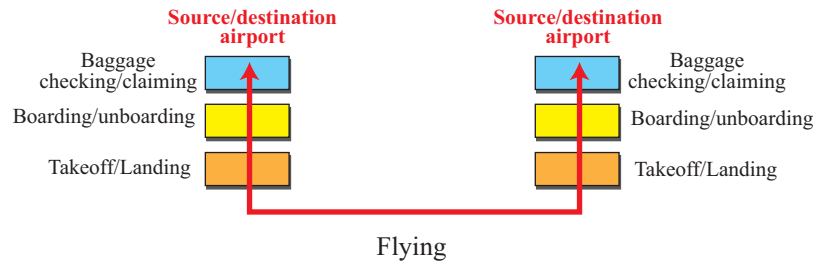 Source/destination
airport
Source/destination
airport
Baggage
checking/claiming
Baggage
checking/claiming
Boarding/unboarding
Boarding/unboarding
Takeoff/Landing
Takeoff/Landing
Flying